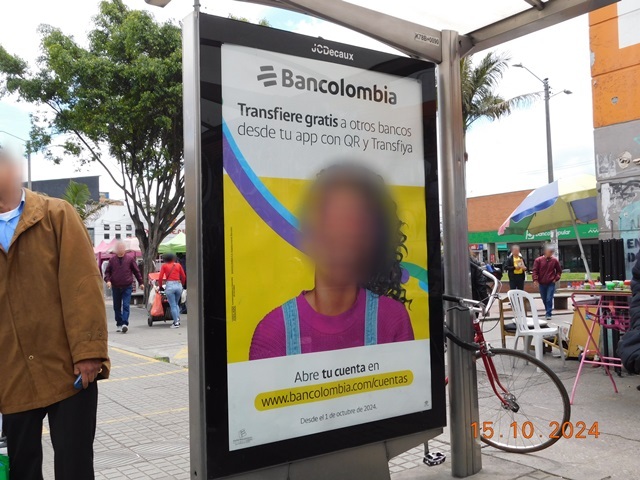 JCDecaux
Bancolombia
Transfiere gratis a otros bancos
desde tu app con QR y Transfiya
Abre tu cuenta en
www.bancolombia.com/cuentas
Desde el 1 de octubre de 2024.
15.10.2024